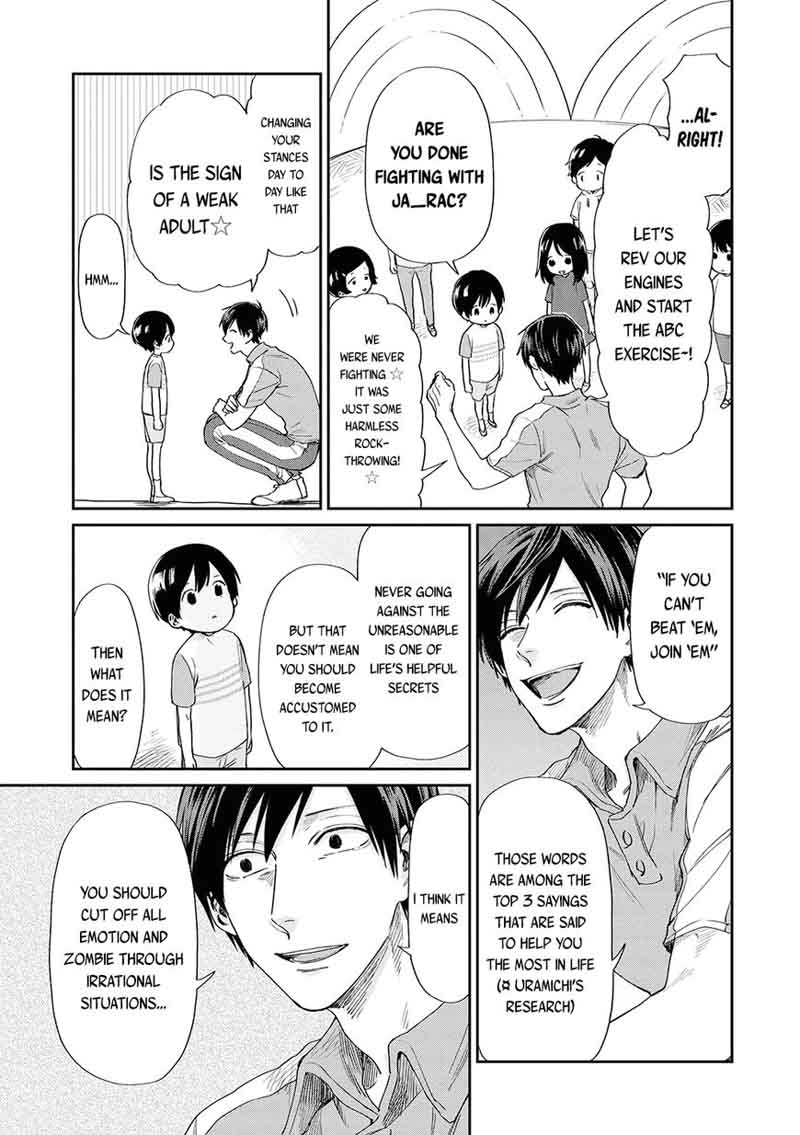 ...AL-
RIGHT!
LET'S
REV OUR
ENGINES
AND START
THE ABC
EXERCISE~!
ARE
YOU DONE
FIGHTING WITH
JA_RAC?
WE
WERE NEVER
FIGHTING ☆
IT WAS
JUST SOME
HARMLESS
ROCK-
THROWING!
☆
CHANGING
YOUR
STANCES
DAY TO
DAY LIKE
THAT
IS THE SIGN
OF A WEAK
ADULT☆
HMM...
"IF YOU
CAN'T
BEAT 'EM,
JOIN 'EM"
THOSE WORDS
ARE AMONG THE
TOP 3 SAYINGS
THAT ARE SAID
TO HELP YOU
THE MOST IN LIFE
(¤ URAMICHI'S
RESEARCH)
NEVER GOING
AGAINST THE
UNREASONABLE
IS ONE OF
LIFE'S HELPFUL
SECRETS
BUT THAT
DOESN'T MEAN
YOU SHOULD
BECOME
ACCUSTOMED
TO IT.
THEN
WHAT
DOES IT
MEAN?
I THINK IT
MEANS
YOU SHOULD
CUT OFF ALL
EMOTION AND
ZOMBIE THROUGH
IRRATIONAL
SITUATIONS...